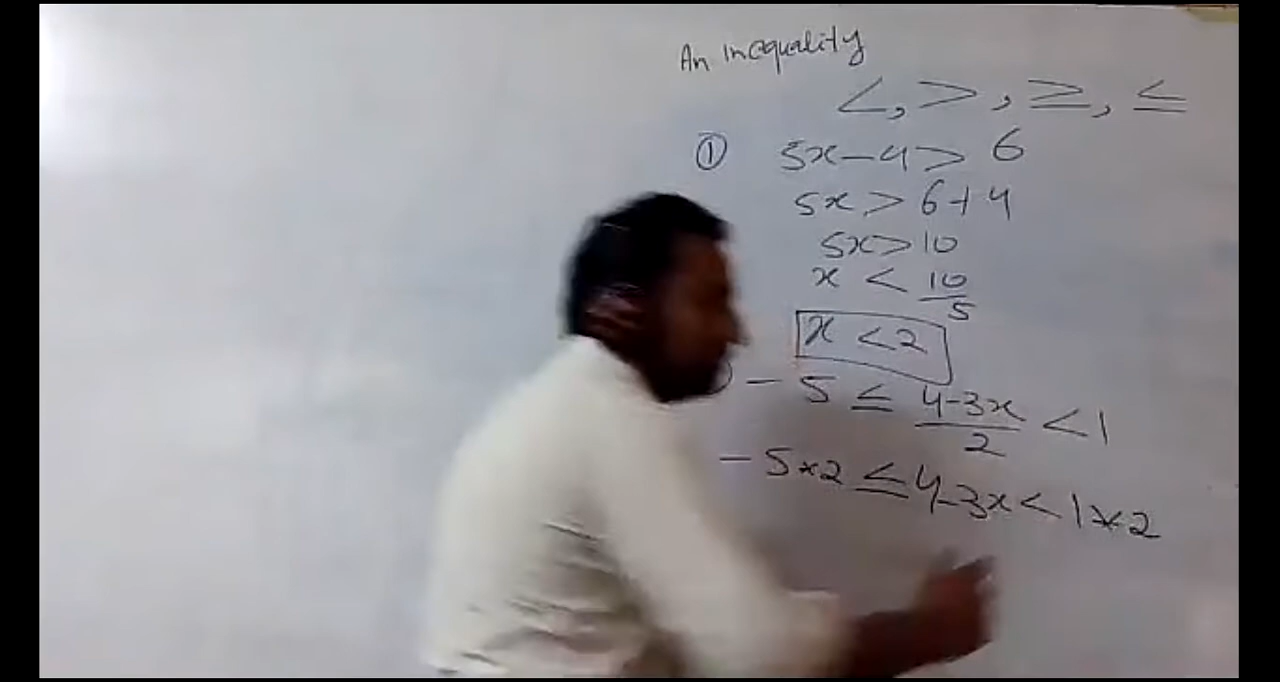 An inequality
<, >, ≥, ≤
① 5x-4> 6
5x > 6+4
5x>10
x < 10/5
x <2
) - 5 ≤ (4-3x)/2 <1
- 5*2 ≤ 4-3x < 1*2